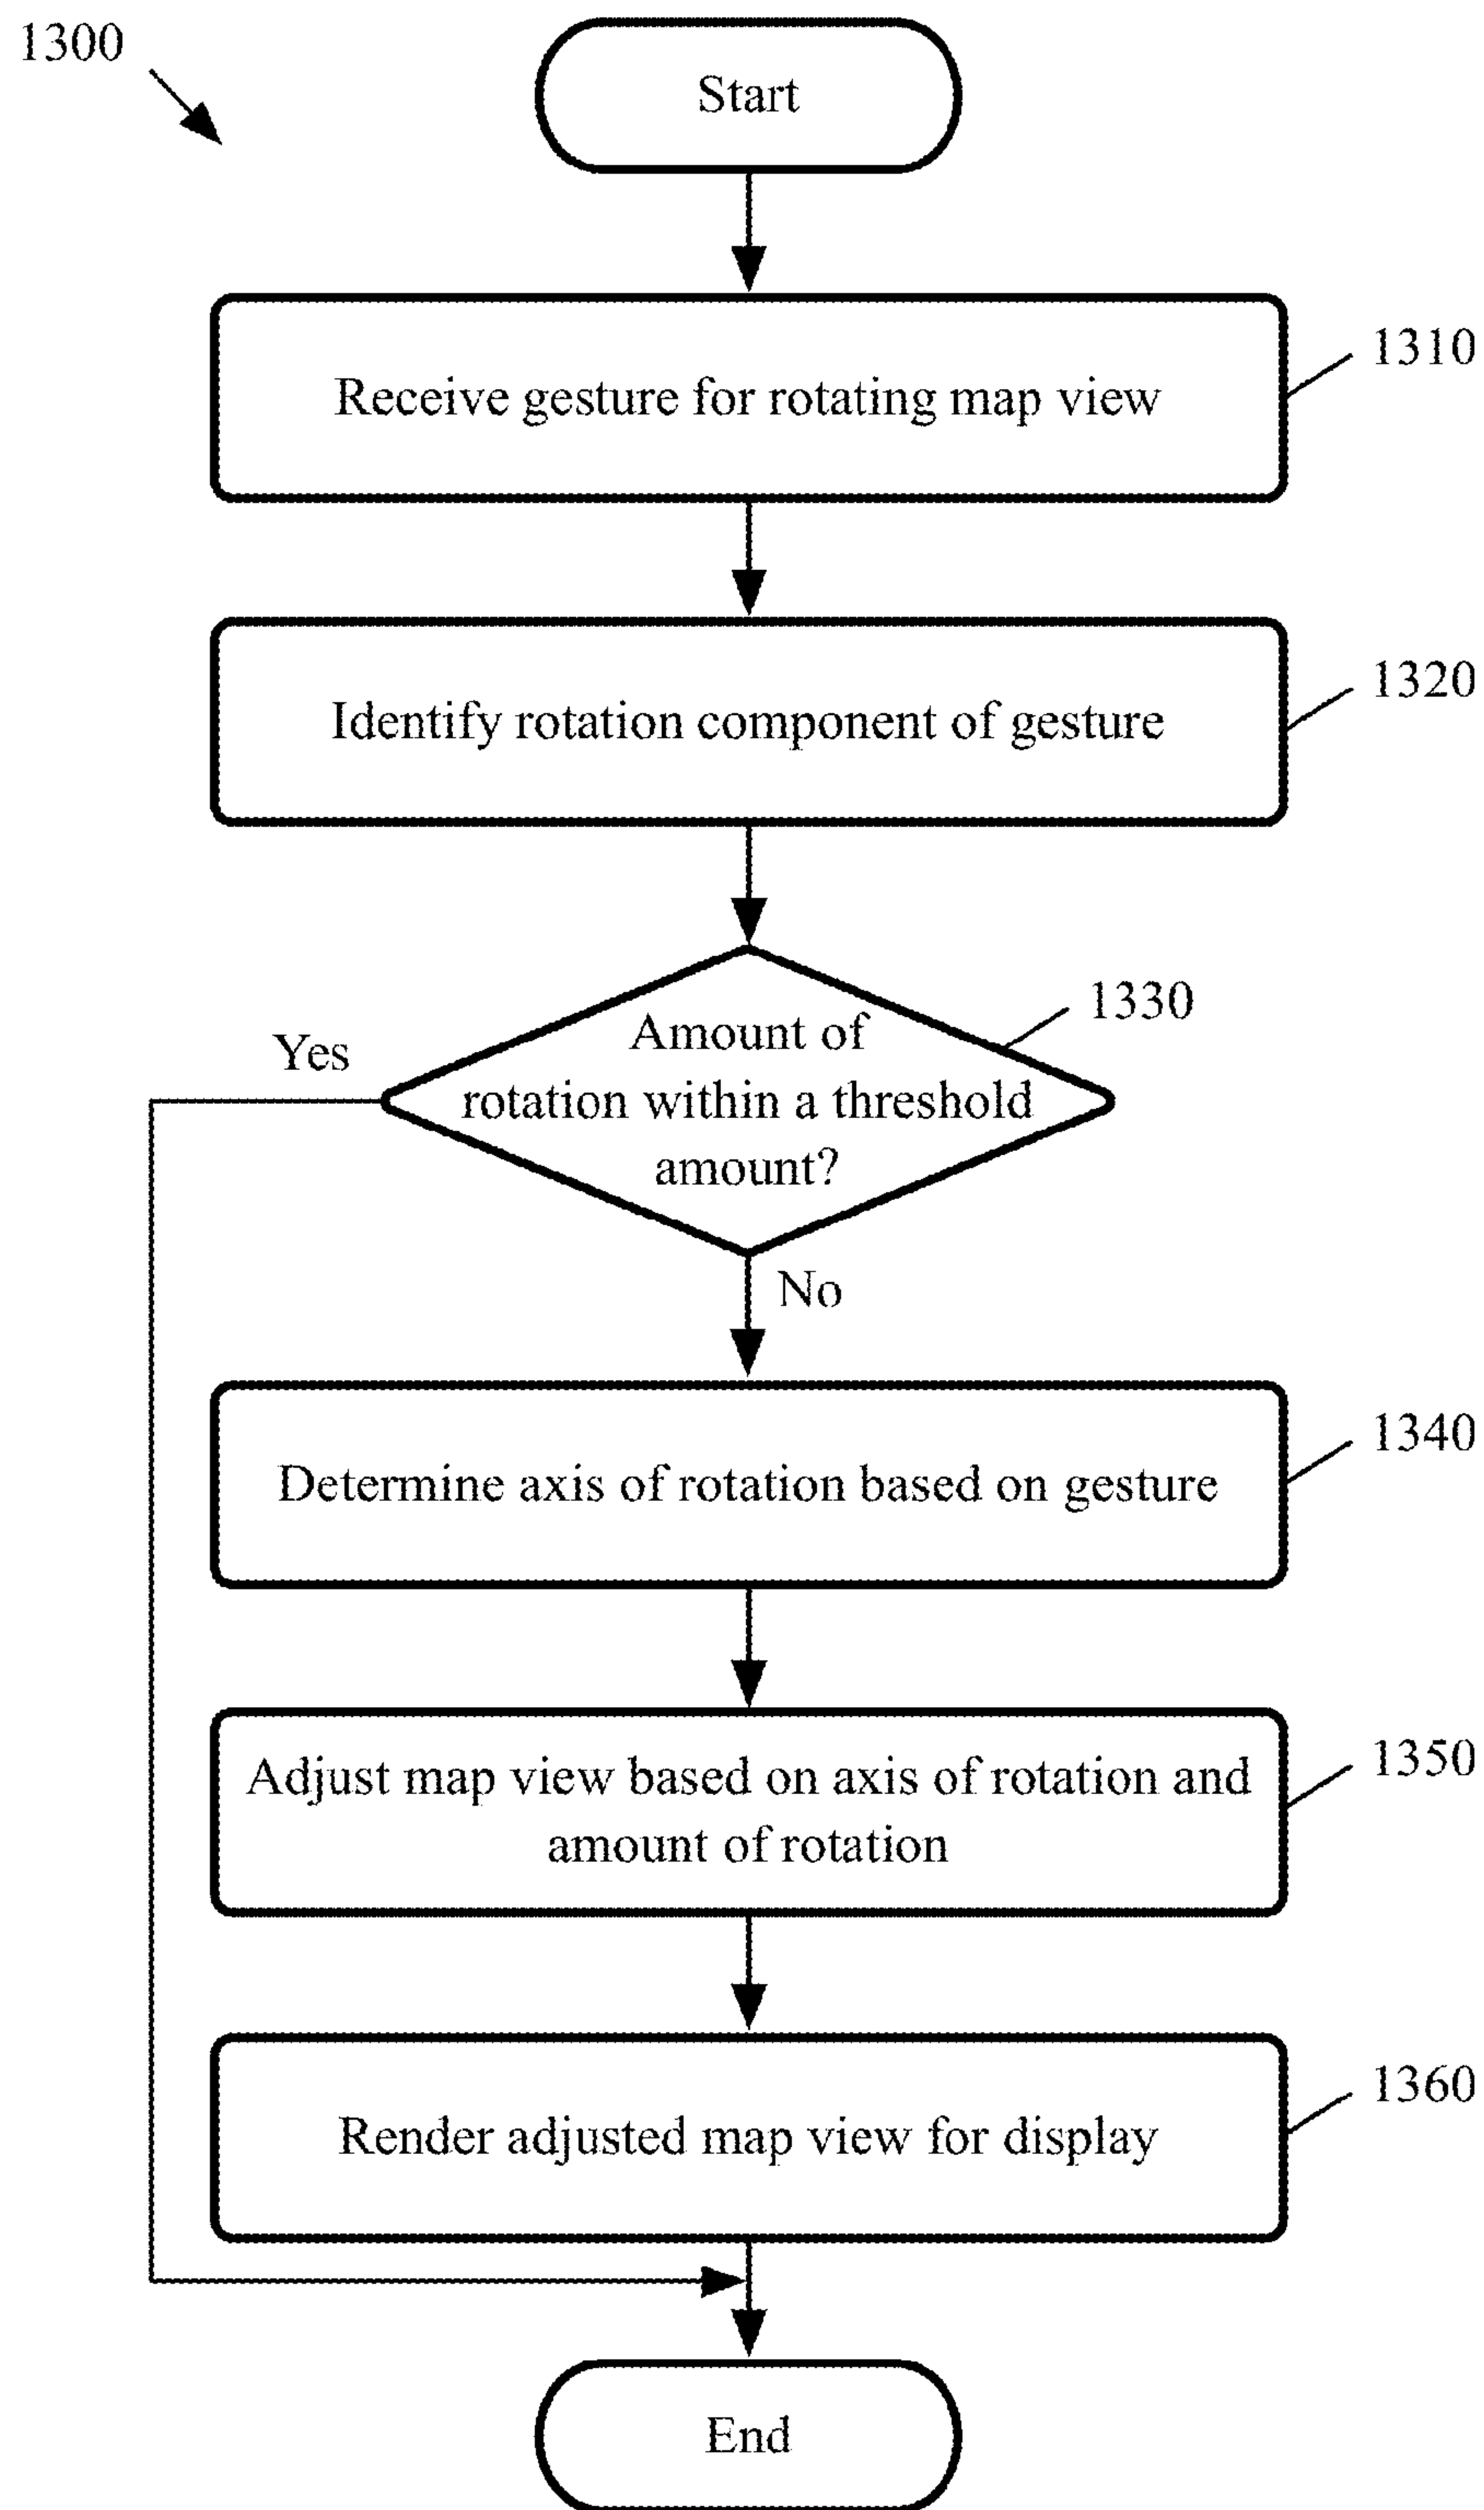 1300
Start
Receive gesture for rotating map view
1310
Identify rotation component of gesture
1320
1330
Yes
Amount of
rotation within a threshold
amount?
No
Determine axis of rotation based on gesture
1340
Adjust map view based on axis of rotation and
amount of rotation
1350
Render adjusted map view for display
1360
End